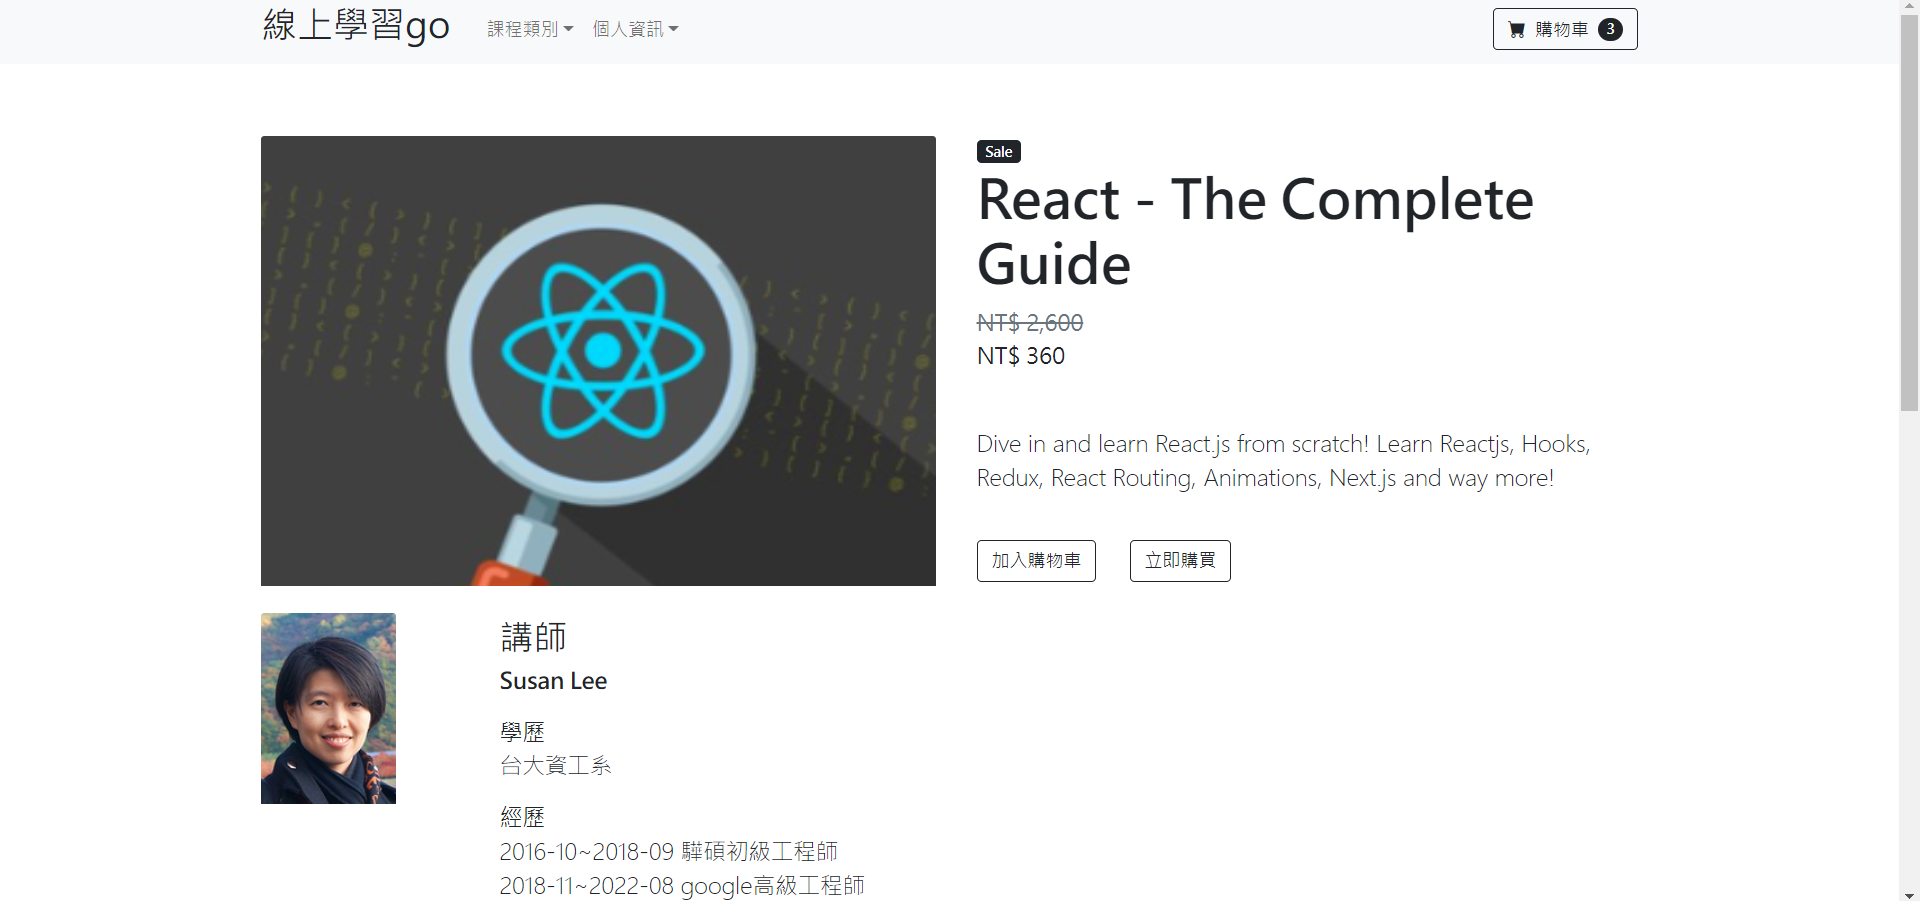 線上學習go
課程類別
個人資訊
購物車 3
Sale
React - The Complete
Guide
NT$ 2,600
NT$ 360
Dive in and learn React.js from scratch! Learn Reactjs, Hooks,
Redux, React Routing, Animations, Next.js and way more!
加入購物車
立即購買
講師
Susan Lee
學歷
台大資工系
經歷
2016-10~2018-09 驊碩初級工程師
2018-11~2022-08 google高級工程師